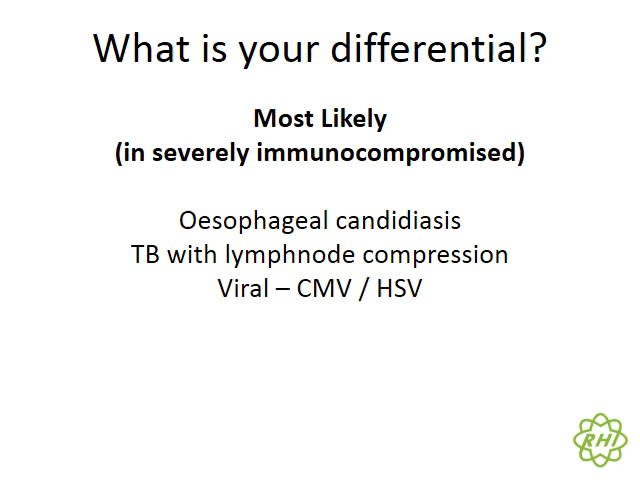 What is your differential?
Most Likely
(in severely immunocompromised)
Oesophageal candidiasis
TB with lymphnode compression
Viral – CMV / HSV
RHI